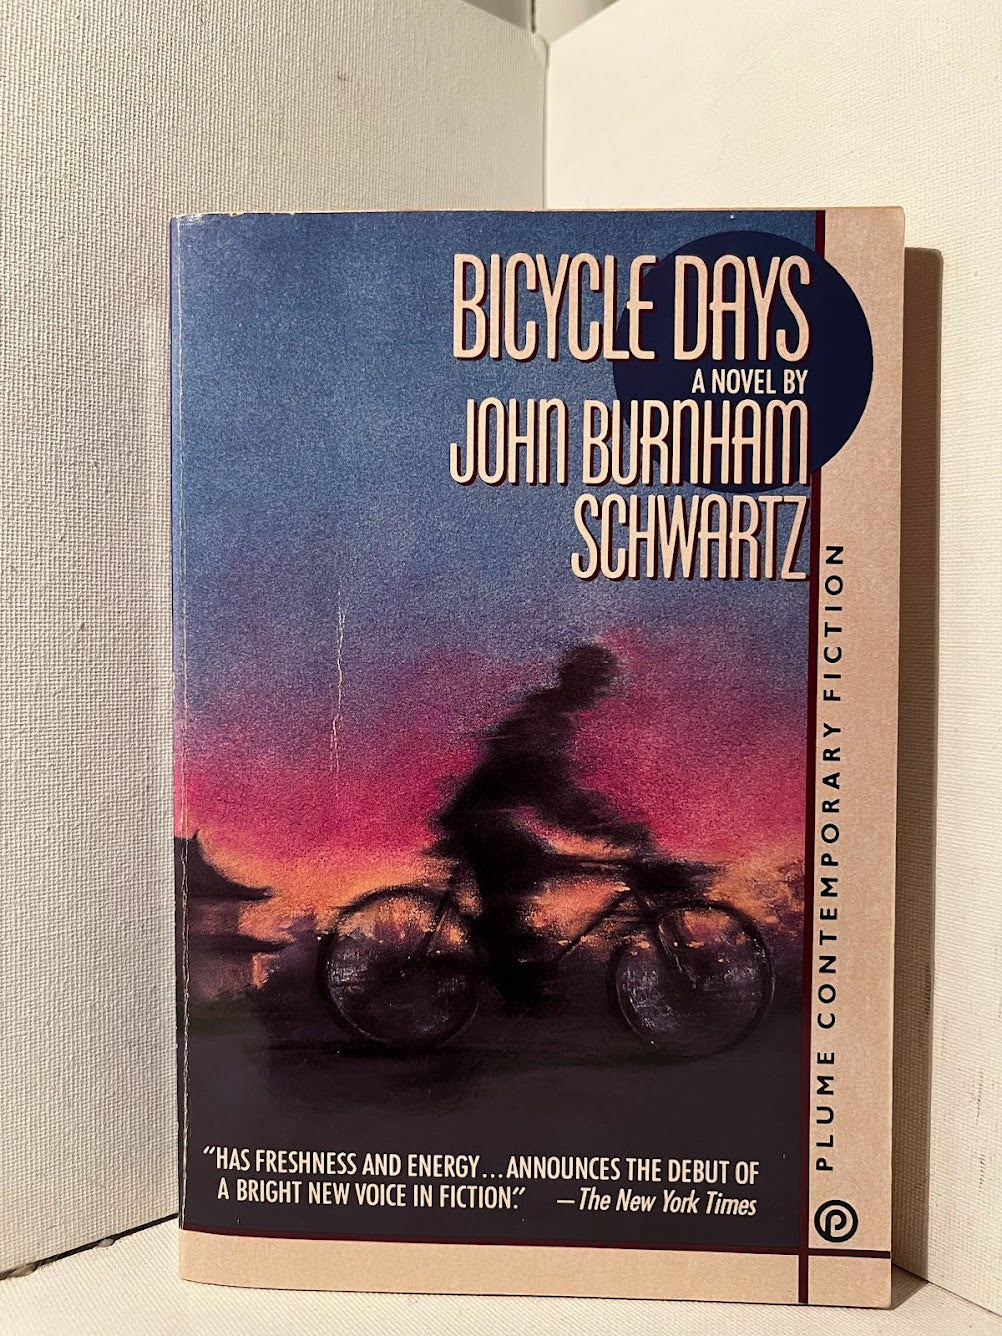 BICYCLE DAYS
A NOVEL BY
JOHN BURNHAM
SCHWARTZ
PLUME CONTEMPORARY FICTION
“HAS FRESHNESS AND ENERGY...ANNOUNCES THE DEBUT OF
A BRIGHT NEW VOICE IN FICTION.” —The New York Times